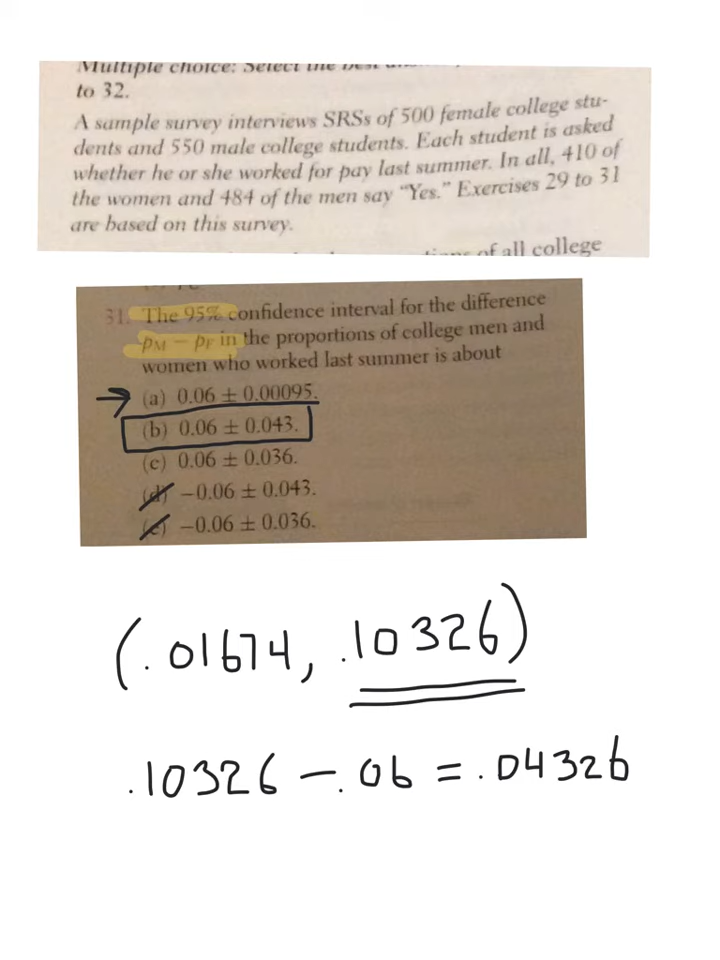 Multiple choice: Select the best
to 32.
A sample survey interviews SRSs of 500 female college stu-
dents and 550 male college students. Each student is asked
whether he or she worked for pay last summer. In all, 410 of
the women and 484 of the men say "Yes." Exercises 29 to 31
are based on this survey.
of all college
31. The 95% confidence interval for the difference
pM − pF in the proportions of college men and
women who worked last summer is about
(a) 0.06 ± 0.00095.
(b) 0.06 ± 0.043.
(c) 0.06 ± 0.036.
(d) −0.06 ± 0.043.
(e) −0.06 ± 0.036.
(.01674, .10326)
.10326 − .06 = .04326